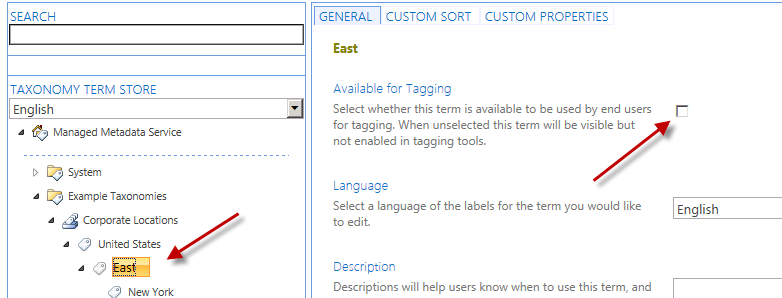 SEARCH
TAXONOMY TERM STORE
English
Managed Metadata Service
System
Example Taxonomies
Corporate Locations
United States
East
New York
GENERAL CUSTOM SORT CUSTOM PROPERTIES
East
Available for Tagging
Select whether this term is available to be used by end users
for tagging. When unselected this term will be visible but
not enabled in tagging tools.
Language
Select a language of the labels for the term you would like
to edit.
English
Description
Descriptions will help users know when to use this term, and